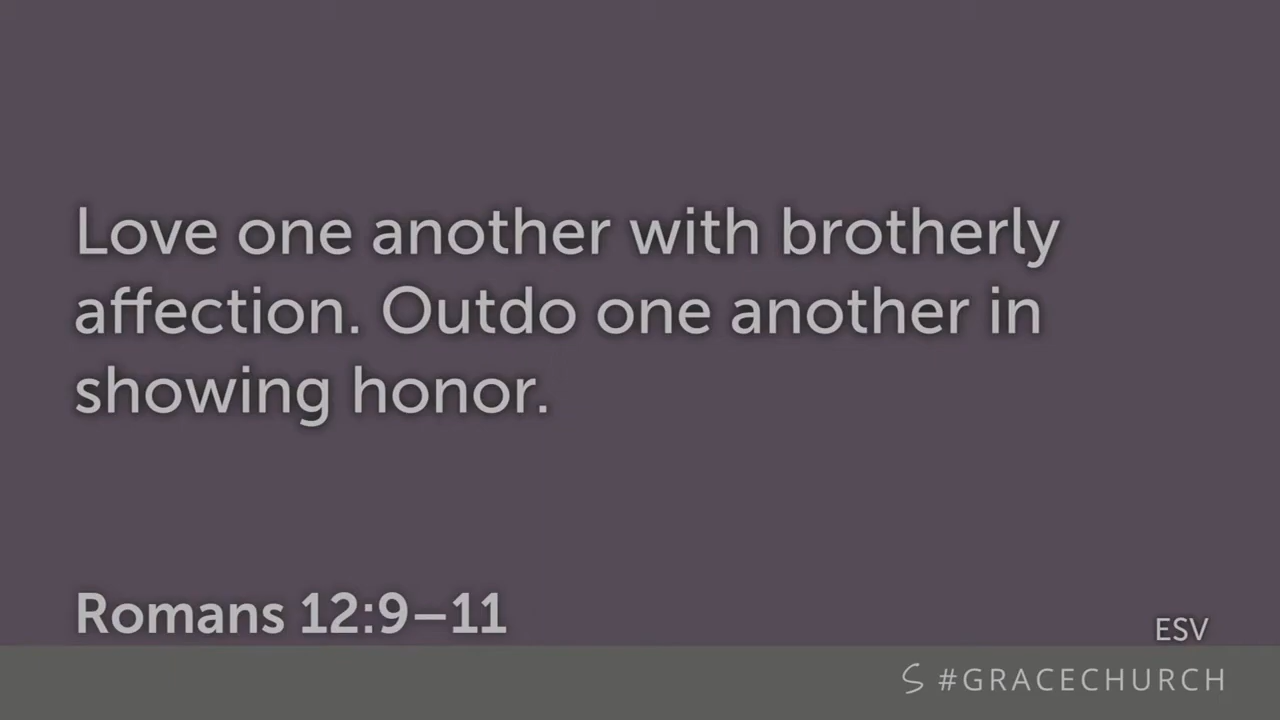 Love one another with brotherly
affection. Outdo one another in
showing honor.
Romans 12:9–11
ESV
#GRACECHURCH